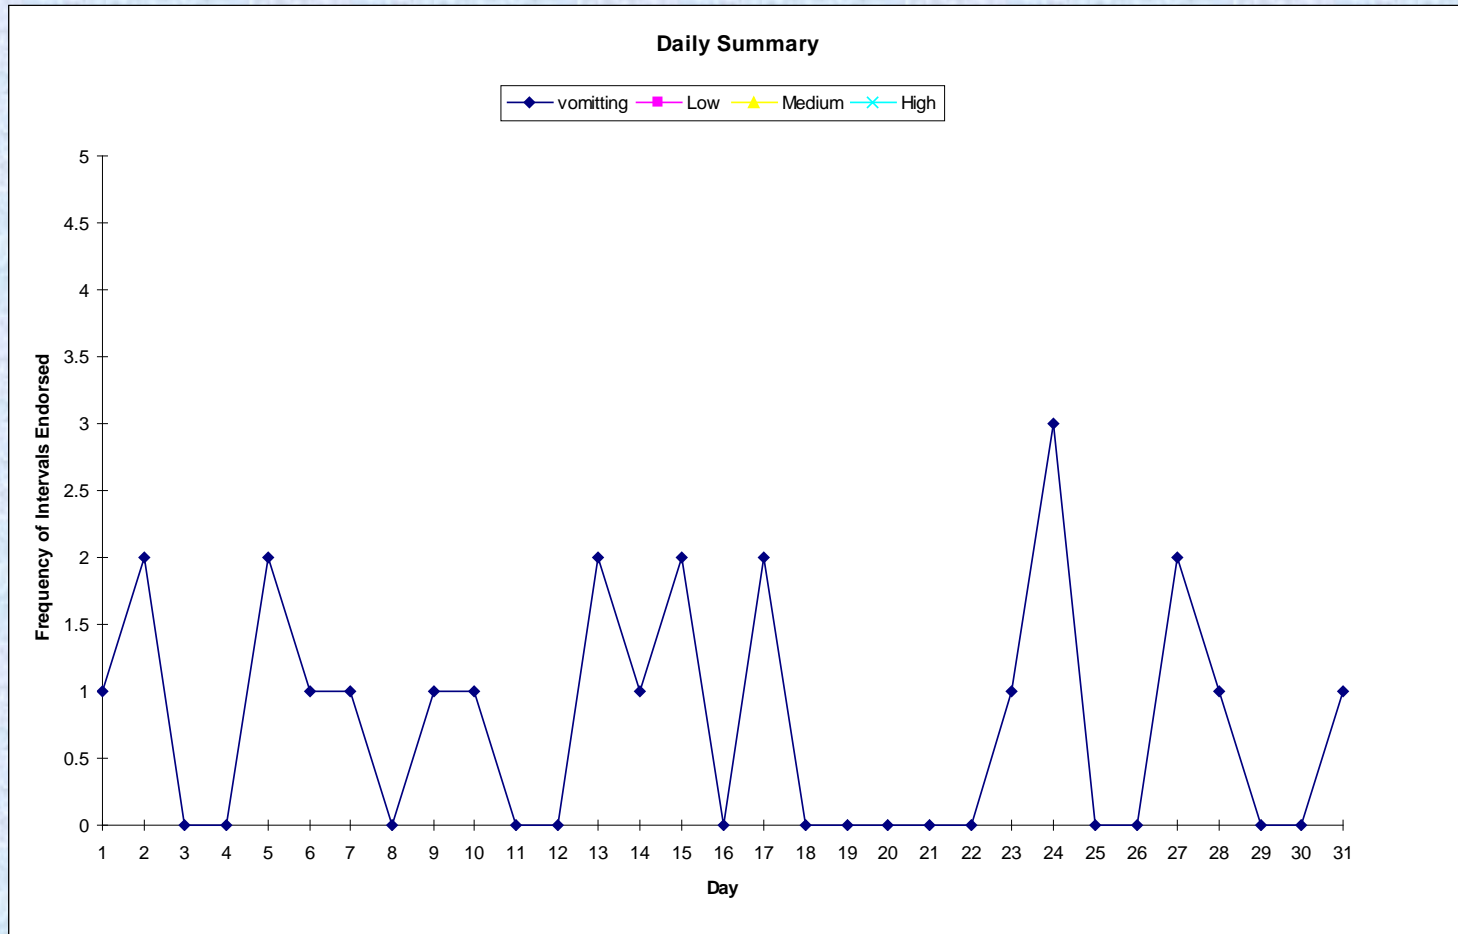 Daily Summary
vomitting Low Medium High
5
4.5
4
3.5
3
2.5
2
1.5
1
0.5
0
Frequency of Intervals Endorsed
1 2 3 4 5 6 7 8 9 10 11 12 13 14 15 16 17 18 19 20 21 22 23 24 25 26 27 28 29 30 31
Day